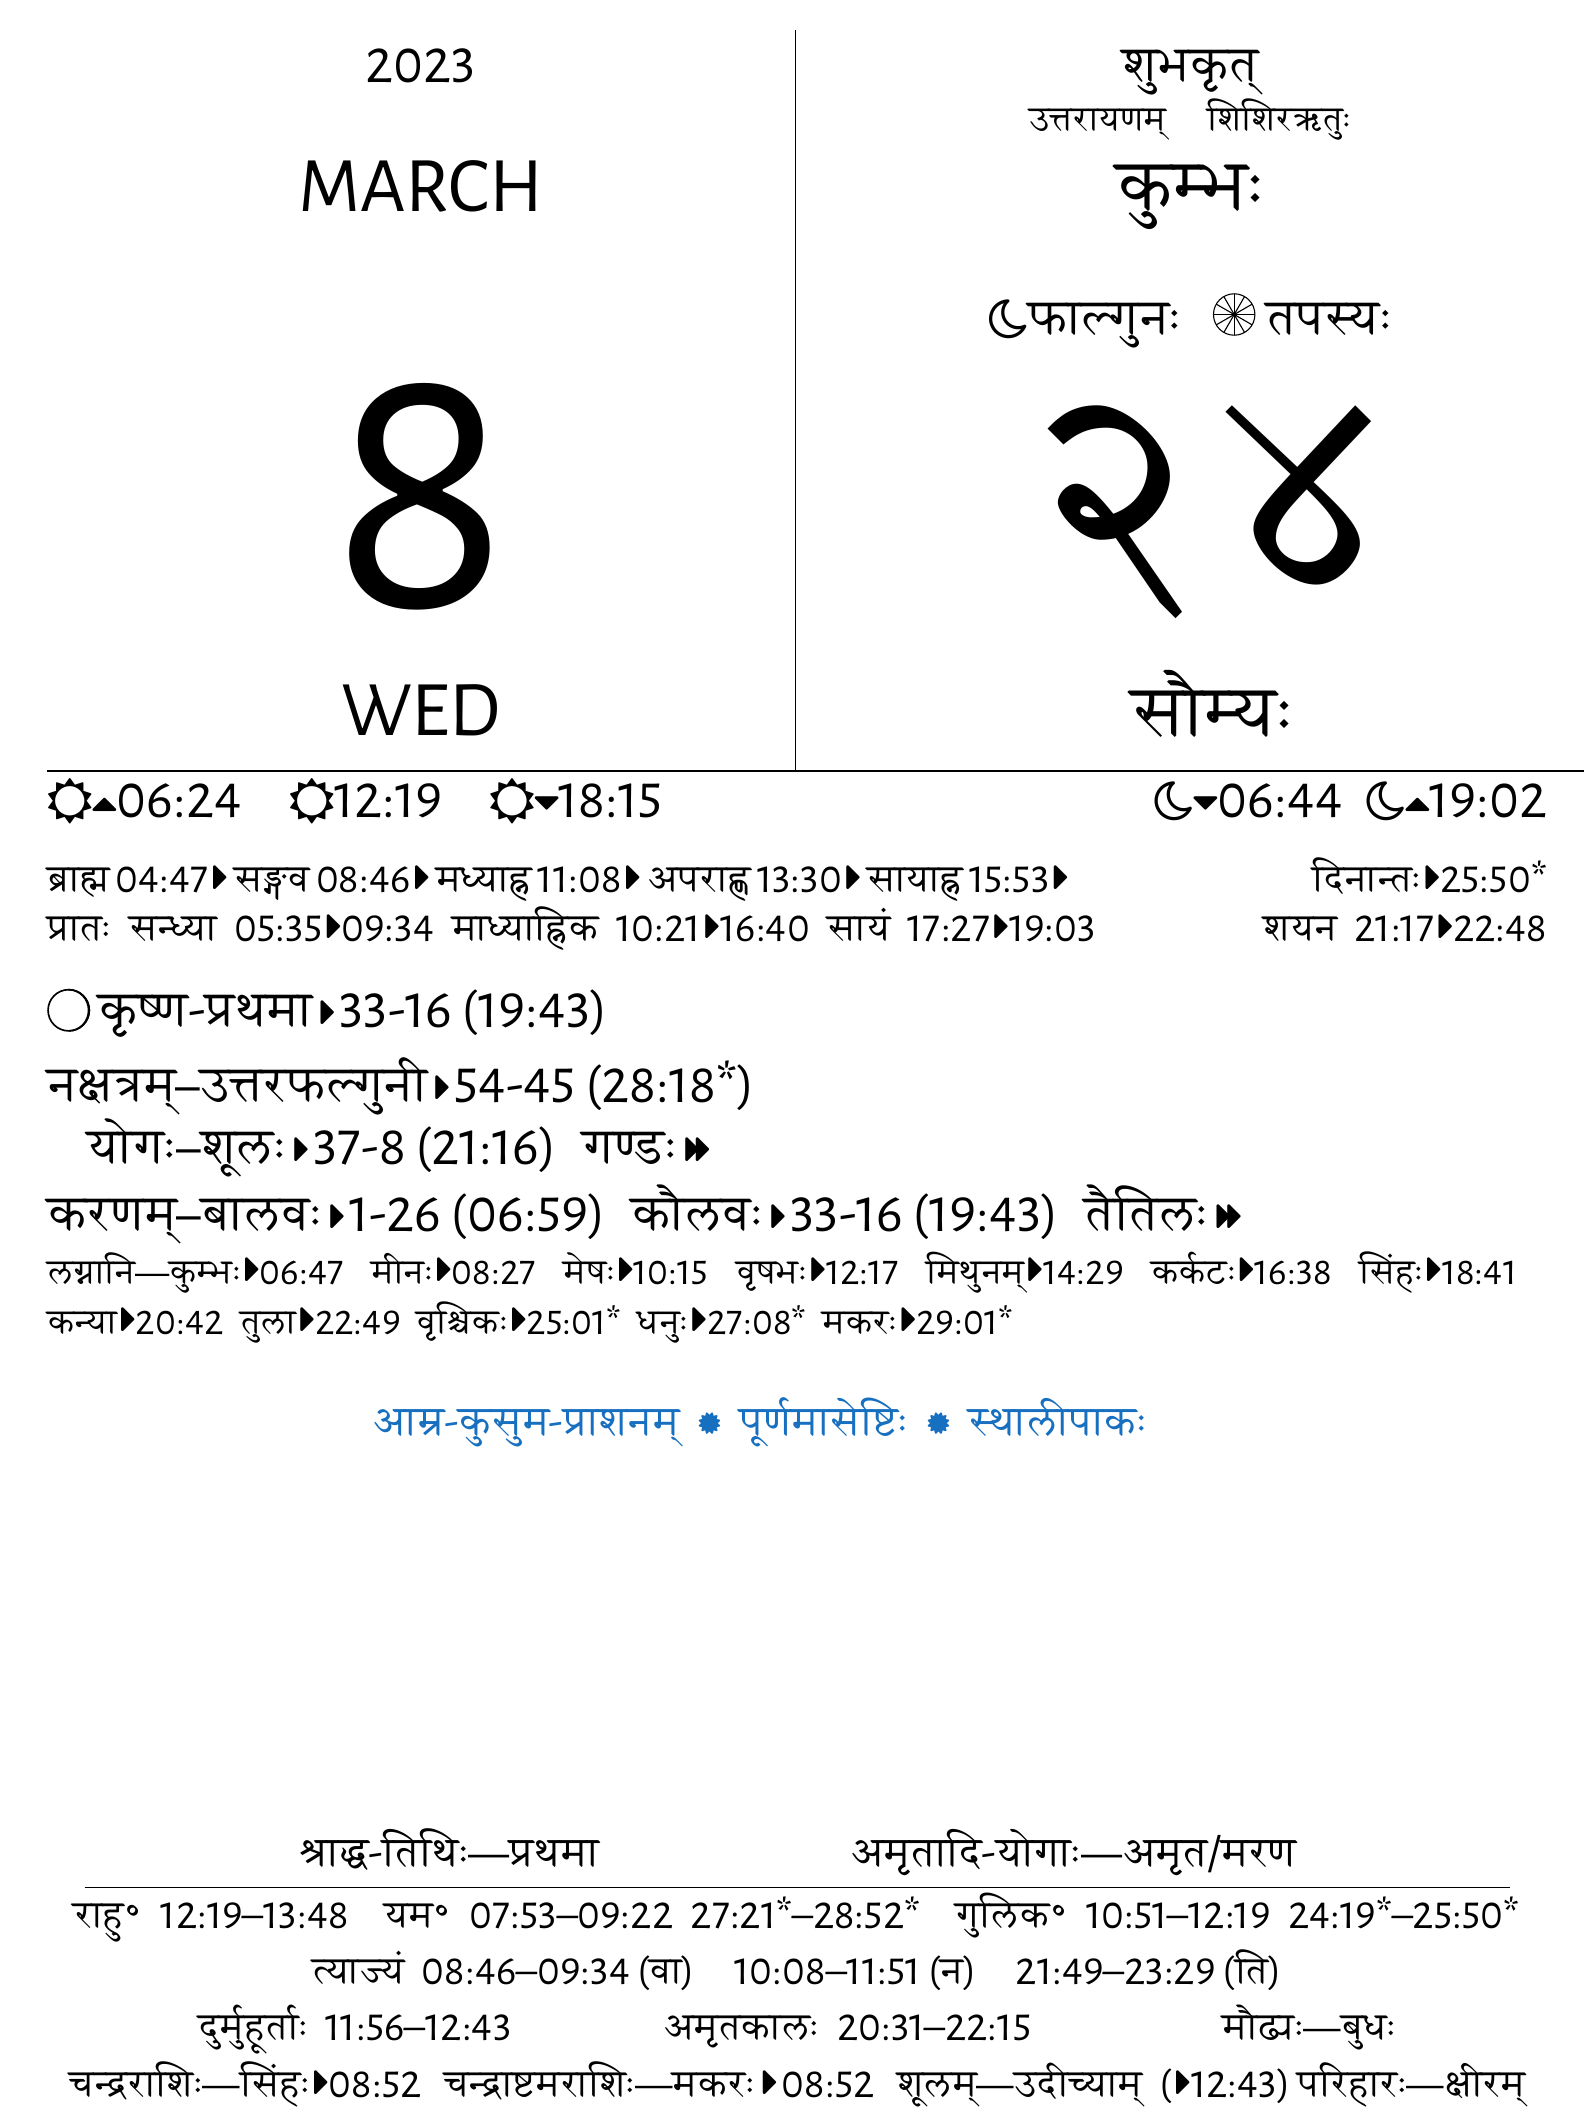 2023
MARCH
8
WED
शुभकृत्
उत्तरायणम् शिशिरऋतुः
कुम्भः
फाल्गुनः तपस्यः
२४
सौम्यः
06:24 12:19 18:15 06:44 19:02
ब्राह्म 04:47 सङ्गव 08:46 मध्याह्न 11:08 अपराह्ण 13:30 सायाह्न 15:53 दिनान्तः 25:50*
प्रातः सन्ध्या 05:35 09:34 माध्याह्निक 10:21 16:40 सायं 17:27 19:03 शयन 21:17 22:48
कृष्ण-प्रथमा 33-16 (19:43)
नक्षत्रम्–उत्तरफल्गुनी 54-45 (28:18*)
योगः–शूलः 37-8 (21:16) गण्डः
करणम्–बालवः 1-26 (06:59) कौलवः 33-16 (19:43) तैतिलः
लग्नानि—कुम्भः 06:47 मीनः 08:27 मेषः 10:15 वृषभः 12:17 मिथुनम् 14:29 कर्कटः 16:38 सिंहः 18:41
कन्या 20:42 तुला 22:49 वृश्चिकः 25:01* धनुः 27:08* मकरः 29:01*
आम्र-कुसुम-प्राशनम् ✹ पूर्णमासेष्टिः ✹ स्थालीपाकः
श्राद्ध-तिथिः—प्रथमा अमृतादि-योगाः—अमृत/मरण
राहु॰ 12:19–13:48 यम॰ 07:53–09:22 27:21*–28:52* गुलिक॰ 10:51–12:19 24:19*–25:50*
त्याज्यं 08:46–09:34 (वा) 10:08–11:51 (न) 21:49–23:29 (ति)
दुर्मुहूर्ताः 11:56–12:43 अमृतकालः 20:31–22:15 मौढ्यः—बुधः
चन्द्रराशिः—सिंहः 08:52 चन्द्राष्टमराशिः—मकरः 08:52 शूलम्—उदीच्याम् (12:43) परिहारः—क्षीरम्